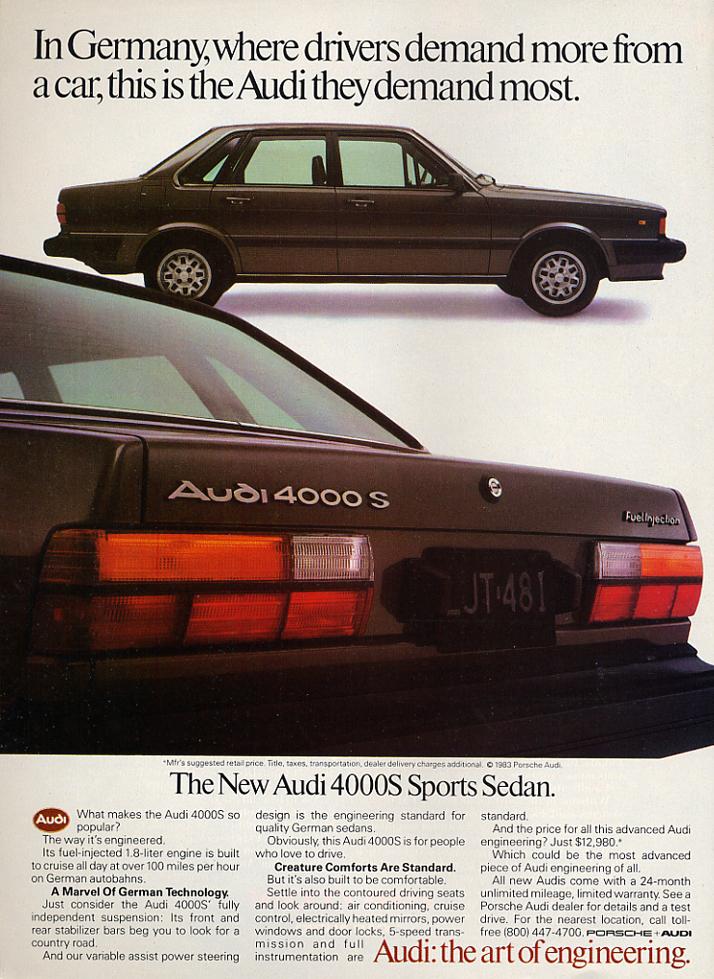 In Germany, where drivers demand more from
a car, this is the Audi they demand most.
Audi 4000 S
Fuel Injection
LJT·481
*Mfr's suggested retail price. Title, taxes, transportation, dealer delivery charges additional. © 1983 Porsche Audi.
The New Audi 4000S Sports Sedan.
Audi
What makes the Audi 4000S so
popular?
The way it's engineered.
Its fuel-injected 1.8-liter engine is built
to cruise all day at over 100 miles per hour
on German autobahns.
A Marvel Of German Technology.
Just consider the Audi 4000S' fully
independent suspension: Its front and
rear stabilizer bars beg you to look for a
country road.
And our variable assist power steering
design is the engineering standard for
quality German sedans.
Obviously, this Audi 4000S is for people
who love to drive.
Creature Comforts Are Standard.
But it's also built to be comfortable.
Settle into the contoured driving seats
and look around: air conditioning, cruise
control, electrically heated mirrors, power
windows and door locks, 5-speed trans-
mission and full
instrumentation are
standard.
And the price for all this advanced Audi
engineering? Just $12,980.*
Which could be the most advanced
piece of Audi engineering of all.
All new Audis come with a 24-month
unlimited mileage, limited warranty. See a
Porsche Audi dealer for details and a test
drive. For the nearest location, call toll-
free (800) 447-4700. PORSCHE+AUDI
Audi: the art of engineering.